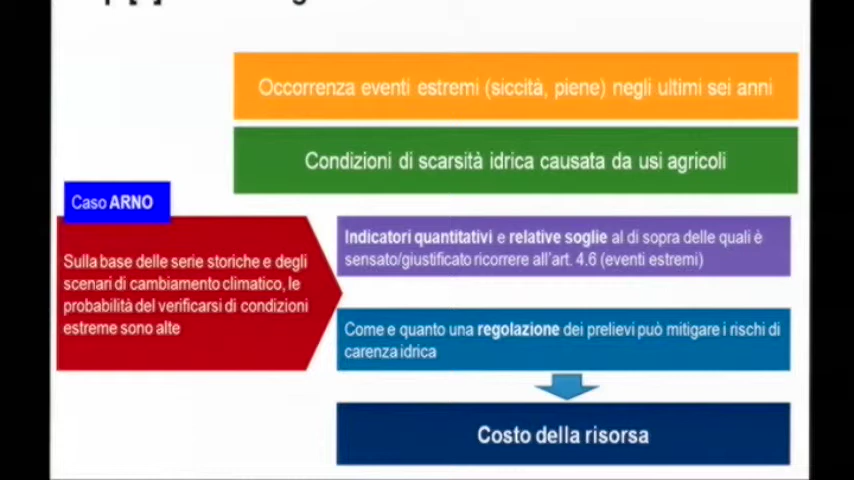 Occorrenza eventi estremi (siccità, piene) negli ultimi sei anni
Condizioni di scarsità idrica causata da usi agricoli
Caso ARNO
Sulla base delle serie storiche e degli
scenari di cambiamento climatico, le
probabilità del verificarsi di condizioni
estreme sono alte
Indicatori quantitativi e relative soglie al di sopra delle quali è
sensato/giustificato ricorrere all'art. 4.6 (eventi estremi)
Come e quanto una regolazione dei prelievi può mitigare i rischi di
carenza idrica
Costo della risorsa